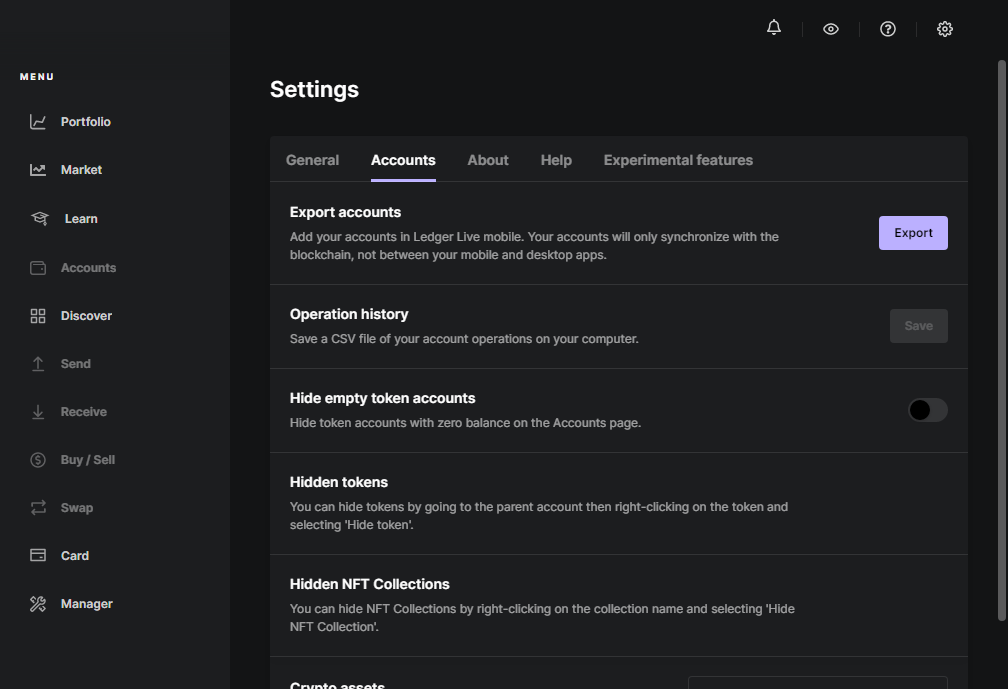 MENU
Portfolio
Market
Learn
Accounts
Discover
Send
Receive
Buy / Sell
Swap
Card
Manager
Settings
General Accounts About Help Experimental features
Export accounts
Add your accounts in Ledger Live mobile. Your accounts will only synchronize with the
blockchain, not between your mobile and desktop apps.
Export
Operation history
Save a CSV file of your account operations on your computer.
Save
Hide empty token accounts
Hide token accounts with zero balance on the Accounts page.
Hidden tokens
You can hide tokens by going to the parent account then right-clicking on the token and
selecting 'Hide token'.
Hidden NFT Collections
You can hide NFT Collections by right-clicking on the collection name and selecting 'Hide
NFT Collection'.
Crypto assets